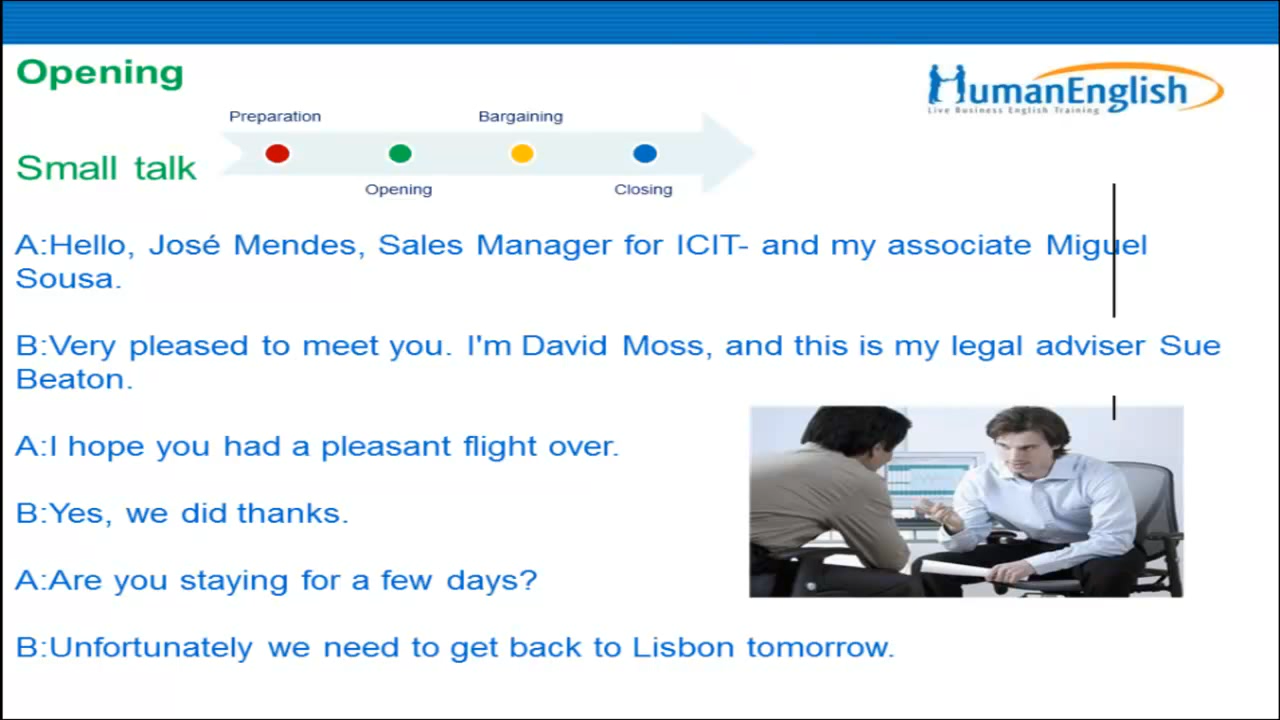 Opening
HumanEnglish
Live Business English Training
Preparation
Bargaining
Small talk
Opening
Closing
A:Hello, José Mendes, Sales Manager for ICIT- and my associate Miguel
Sousa.
B:Very pleased to meet you. I'm David Moss, and this is my legal adviser Sue
Beaton.
A:I hope you had a pleasant flight over.
B:Yes, we did thanks.
A:Are you staying for a few days?
B:Unfortunately we need to get back to Lisbon tomorrow.